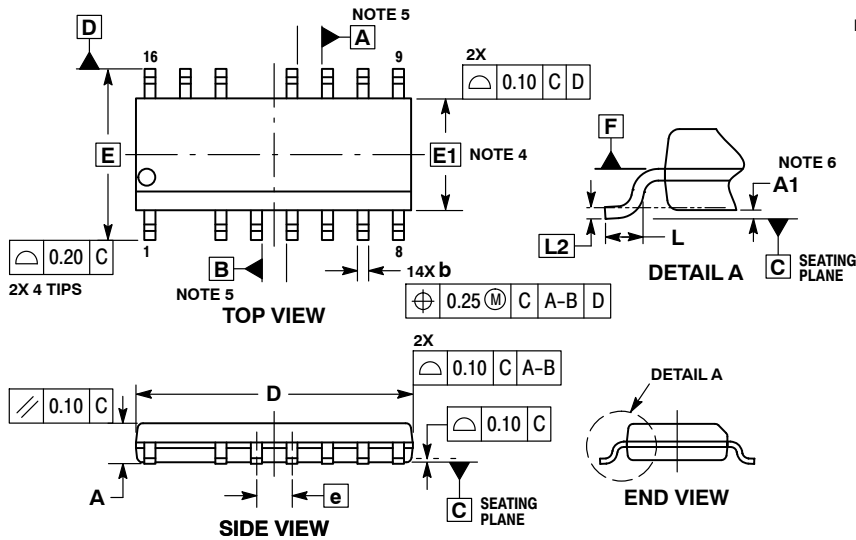 NOTE 5
D
A
16
9
2X
⌓ 0.10 C D
E
E1 NOTE 4
F
NOTE 6
A1
L2
L
C SEATING
PLANE
DETAIL A
1
8
⌓ 0.20 C
2X 4 TIPS
B
NOTE 5
14X b
⌖ 0.25 Ⓜ C A-B D
TOP VIEW
2X
⌓ 0.10 C A-B
D
// 0.10 C
⌓ 0.10 C
A
e
C SEATING
PLANE
SIDE VIEW
DETAIL A
END VIEW